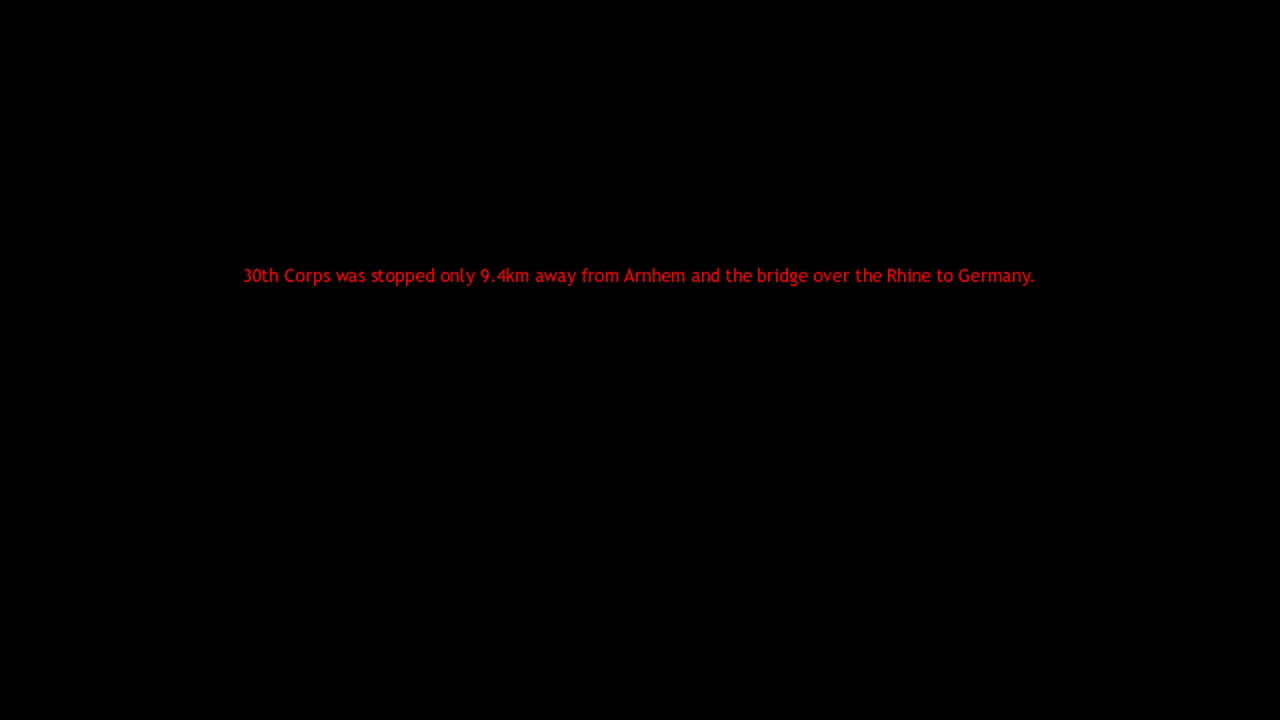 30th Corps was stopped only 9.4km away from Arnhem and the bridge over the Rhine to Germany.